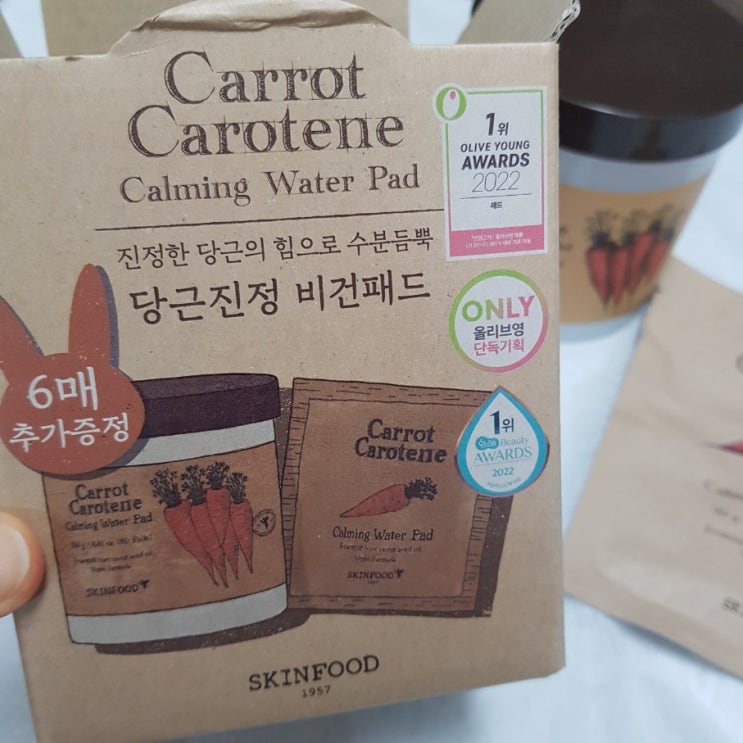 Carrot
Carotene
Calming Water Pad
진정한 당근의 힘으로 수분듬뿍
당근진정 비건패드
1위
OLIVE YOUNG
AWARDS
2022
패드
ONLY
올리브영
단독기획
1위
Beauty
AWARDS
2022
6매
추가증정
Carrot
Carotene
Calming Water Pad
SKINFOOD
Carrot
Carotene
Calming Water Pad
Vegan Formula
SKINFOOD
1957
SKINFOOD
1957